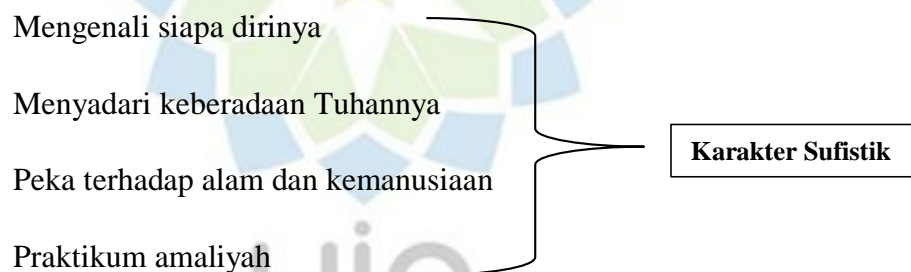 Mengenali siapa dirinya
Menyadari keberadaan Tuhannya
Karakter Sufistik
Peka terhadap alam dan kemanusiaan
Praktikum amaliyah